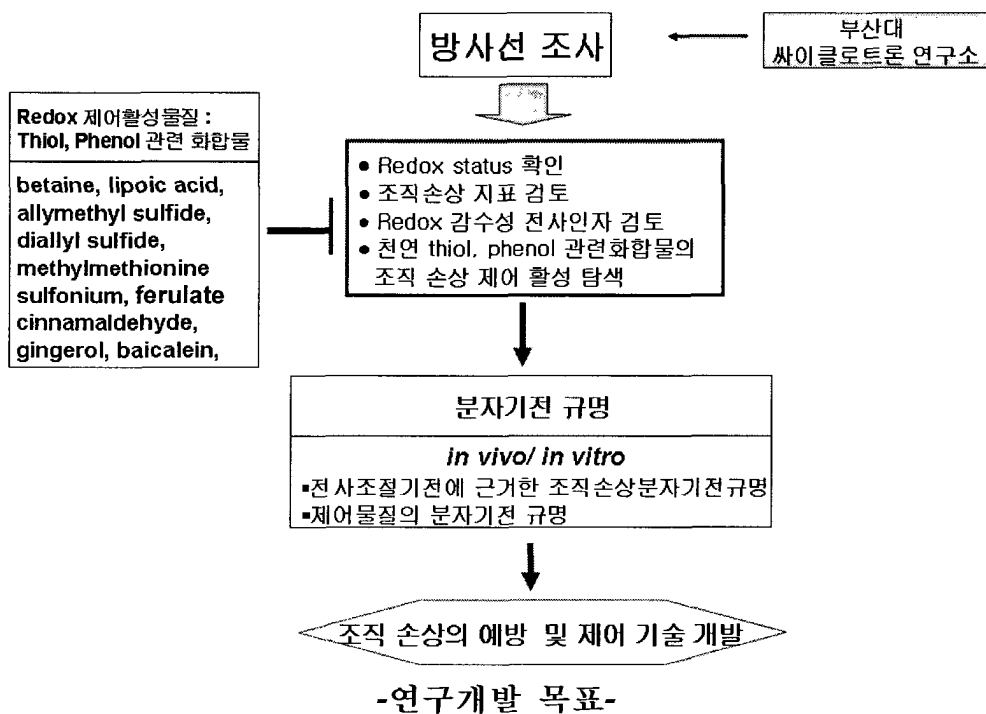 방사선 조사
부산대
싸이클로트론 연구소
Redox 제어활성물질 :
Thiol, Phenol 관련 화합물
betaine, lipoic acid,
allymethyl sulfide,
diallyl sulfide,
methylmethionine
sulfonium, ferulate
cinnamaldehyde,
gingerol, baicalein,
● Redox status 확인
● 조직손상 지표 검토
● Redox 감수성 전사인자 검토
● 천연 thiol, phenol 관련화합물의
조직 손상 제어 활성 탐색
분자기전 규명
in vivo/ in vitro
▪전사조절기전에 근거한 조직손상분자기전규명
▪제어물질의 분자기전 규명
조직 손상의 예방 및 제어 기술 개발
-연구개발 목표-